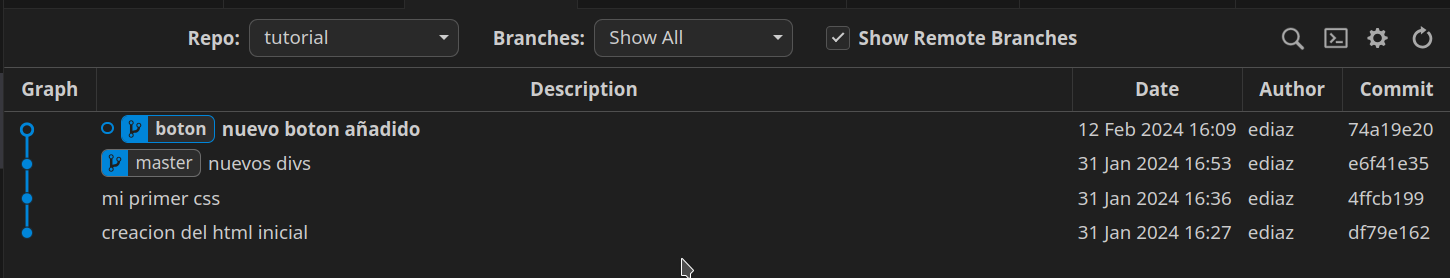 Repo: tutorial Branches: Show All Show Remote Branches
Graph Description Date Author Commit
boton nuevo boton añadido 12 Feb 2024 16:09 ediaz 74a19e20
master nuevos divs 31 Jan 2024 16:53 ediaz e6f41e35
mi primer css 31 Jan 2024 16:36 ediaz 4ffcb199
creacion del html inicial 31 Jan 2024 16:27 ediaz df79e162